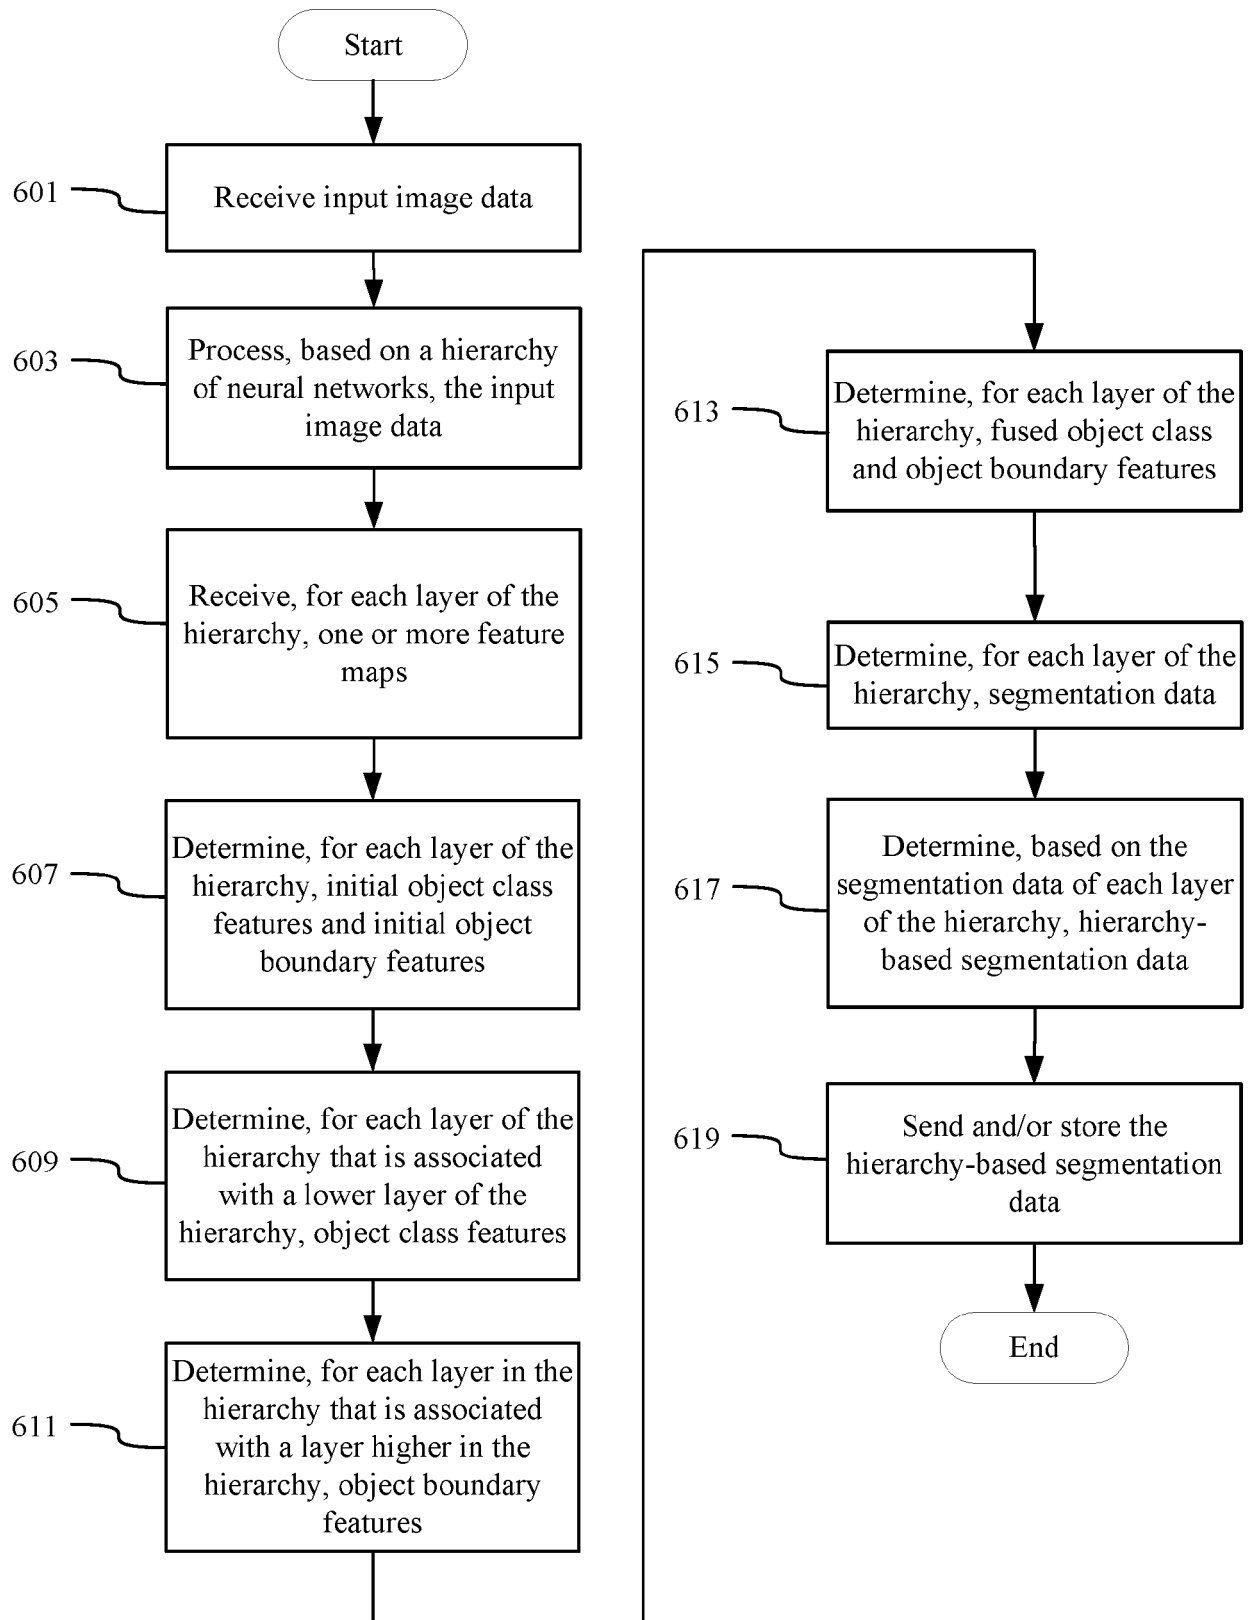 Start
601
Receive input image data
603
Process, based on a hierarchy
of neural networks, the input
image data
605
Receive, for each layer of the
hierarchy, one or more feature
maps
607
Determine, for each layer of the
hierarchy, initial object class
features and initial object
boundary features
609
Determine, for each layer of the
hierarchy that is associated
with a lower layer of the
hierarchy, object class features
611
Determine, for each layer in the
hierarchy that is associated
with a layer higher in the
hierarchy, object boundary
features
613
Determine, for each layer of the
hierarchy, fused object class
and object boundary features
615
Determine, for each layer of the
hierarchy, segmentation data
617
Determine, based on the
segmentation data of each layer
of the hierarchy, hierarchy-
based segmentation data
619
Send and/or store the
hierarchy-based segmentation
data
End